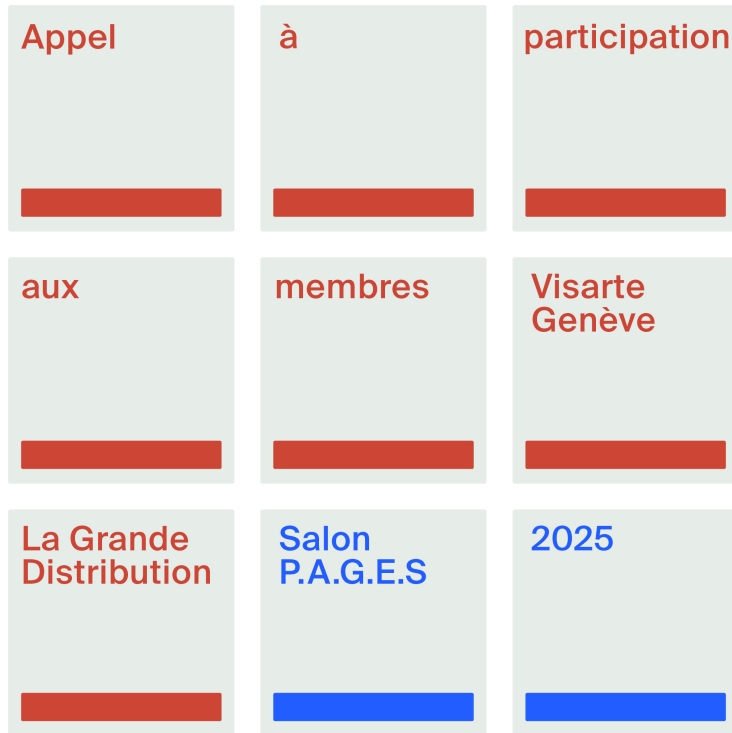 Appel
à
participation
aux
membres
Visarte
Genève
La Grande
Distribution
Salon
P.A.G.E.S
2025